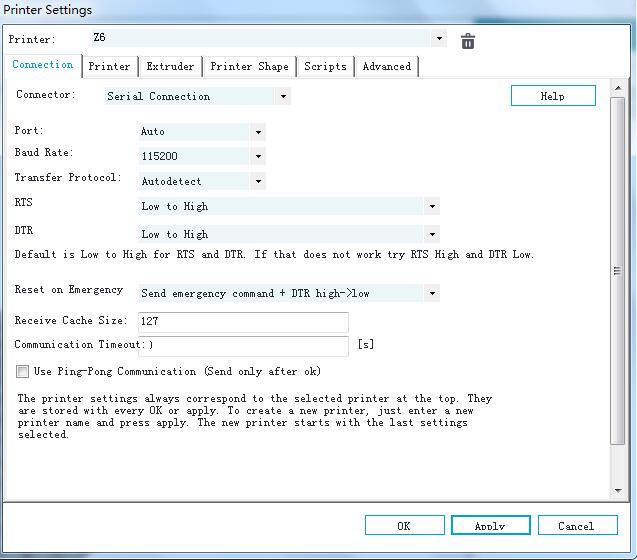 Printer Settings
Printer: Z6
Connection Printer Extruder Printer Shape Scripts Advanced
Connector: Serial Connection Help
Port: Auto
Baud Rate: 115200
Transfer Protocol: Autodetect
RTS Low to High
DTR Low to High
Default is Low to High for RTS and DTR. If that does not work try RTS High and DTR Low.
Reset on Emergency Send emergency command + DTR high->low
Receive Cache Size: 127
Communication Timeout: [s]
Use Ping-Pong Communication (Send only after ok)
The printer settings always correspond to the selected printer at the top. They
are stored with every OK or apply. To create a new printer, just enter a new
printer name and press apply. The new printer starts with the last settings
selected.
OK Apply Cancel